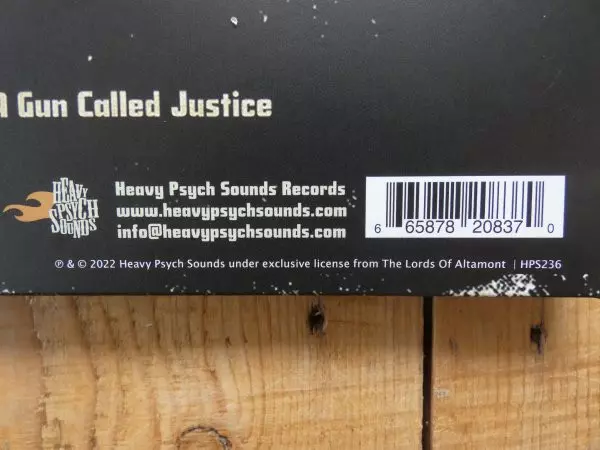 A Gun Called Justice
HEAVY
PSYCH
SOUNDS
Heavy Psych Sounds Records
www.heavypsychsounds.com
info@heavypsychsounds.com
6 65878 20837 0
℗ & © 2022 Heavy Psych Sounds under exclusive license from The Lords Of Altamont | HPS236